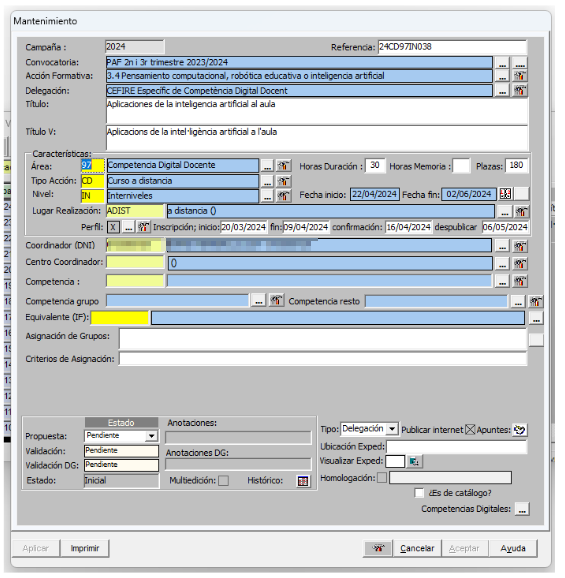 Mantenimiento
Campaña : 2024 Referencia: 24CD97IN038
Convocatoria: PAF 2n i 3r trimestre 2023/2024 ... ....
Acción Formativa: 3.4 Pensamiento computacional, robótica educativa o inteligencia artificial ...
Delegación: CEFIRE Específic de Competència Digital Docent ...
Título: Aplicaciones de la inteligencia artificial al aula
Título V: Aplicacions de la intel·ligència artificial a l'aula
Características:
Área: 97 Competencia Digital Docente ... Horas Duración : 30 Horas Memoria : Plazas: 180
Tipo Acción: CD Curso a distancia ...
Nivel: IN Interniveles ... Fecha inicio: 22/04/2024 Fecha fin: 02/06/2024
Lugar Realización: ADIST a distancia () ...
Perfil: X ... Inscripción; inicio: 20/03/2024 fin: 09/04/2024 confirmación: 16/04/2024 despublicar 06/05/2024
Coordinador (DNI) ...
Centro Coordinador: () ...
Competencia : ...
Competencia grupo ... Competencia resto ...
Equivalente (IF): ...
Asignación de Grupos:
Criterios de Asignación:
Estado Anotaciones:
Propuesta: Pendiente
Validación: Pendiente Anotaciones DG:
Validación DG: Pendiente
Estado: Inicial Multiedición: Histórico:
Tipo: Delegación Publicar internet Apuntes:
Ubicación Exped:
Visualizar Exped:
Homologación:
¿Es de catálogo?
Competencias Digitales: ...
Aplicar Imprimir Cancelar Aceptar Ayuda